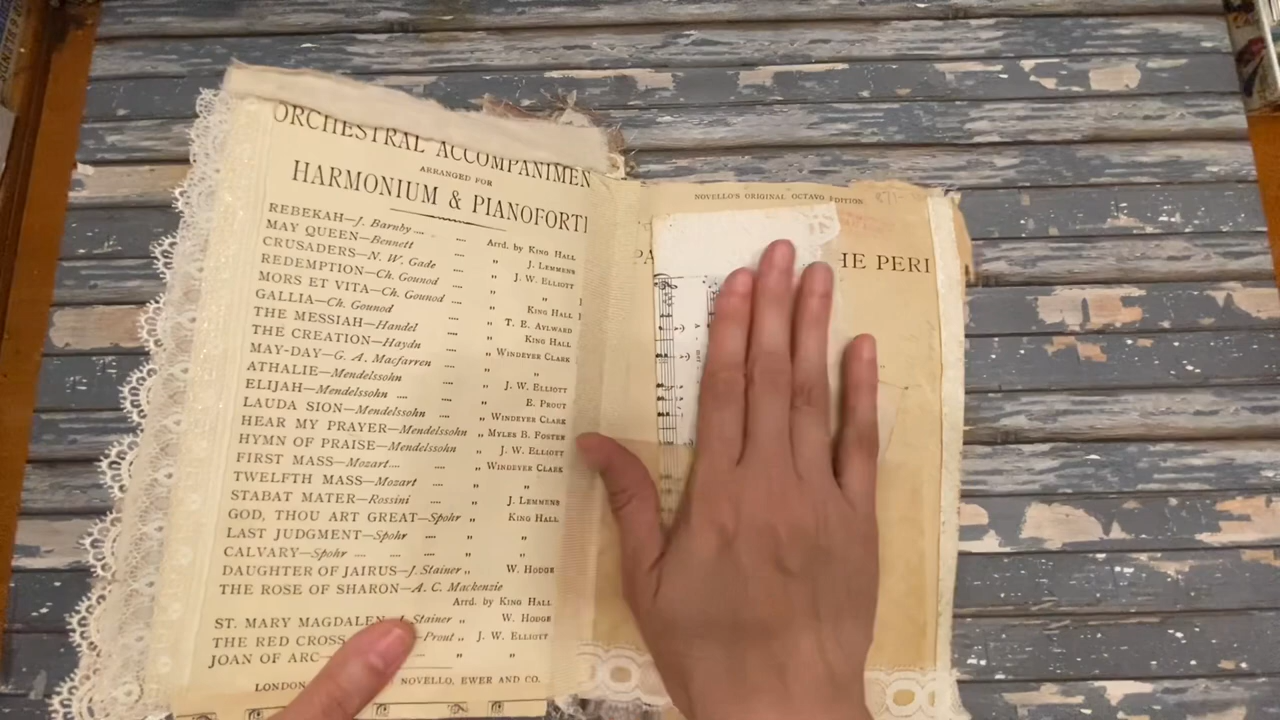 ORCHESTRAL ACCOMPANIMEN
ARRANGED FOR
HARMONIUM & PIANOFORT
REBEKAH—J. Barnby .... .... Arrd. by KING HALL
MAY QUEEN—Bennett " J. LEMMENS
CRUSADERS—N. W. Gade .... " J. W. ELLIOTT
REDEMPTION—Ch. Gounod .... " "
MORS ET VITA—Ch. Gounod .... " KING HALL
GALLIA—Ch. Gounod " T. E. AYLWARD
THE MESSIAH—Handel .... " KING HALL
THE CREATION—Haydn .... " WINDEYER CLARK
MAY-DAY—G. A. Macfarren .... " "
ATHALIE—Mendelssohn .... " J. W. ELLIOTT
ELIJAH—Mendelssohn .... .... " E. PROUT
LAUDA SION—Mendelssohn .... " WINDEYER CLARK
HEAR MY PRAYER—Mendelssohn " MYLES B. FOSTER
HYMN OF PRAISE—Mendelssohn " J. W. ELLIOTT
FIRST MASS—Mozart.... .... " WINDEYER CLARK
TWELFTH MASS—Mozart .... " "
STABAT MATER—Rossini .... " J. LEMMENS
GOD, THOU ART GREAT—Spohr " KING HALL
LAST JUDGMENT—Spohr .... " "
CALVARY—Spohr .... .... .... " "
DAUGHTER OF JAIRUS—J. Stainer " W. HODGE
THE ROSE OF SHARON—A. C. Mackenzie
Arrd. by KING HALL
ST. MARY MAGDALEN—J. Stainer " W. HODGE
THE RED CROSS —Prout " J. W. ELLIOTT
JOAN OF ARC— " "
LONDON NOVELLO, EWER AND CO.
NOVELLO'S ORIGINAL OCTAVO EDITION
PA HE PERI